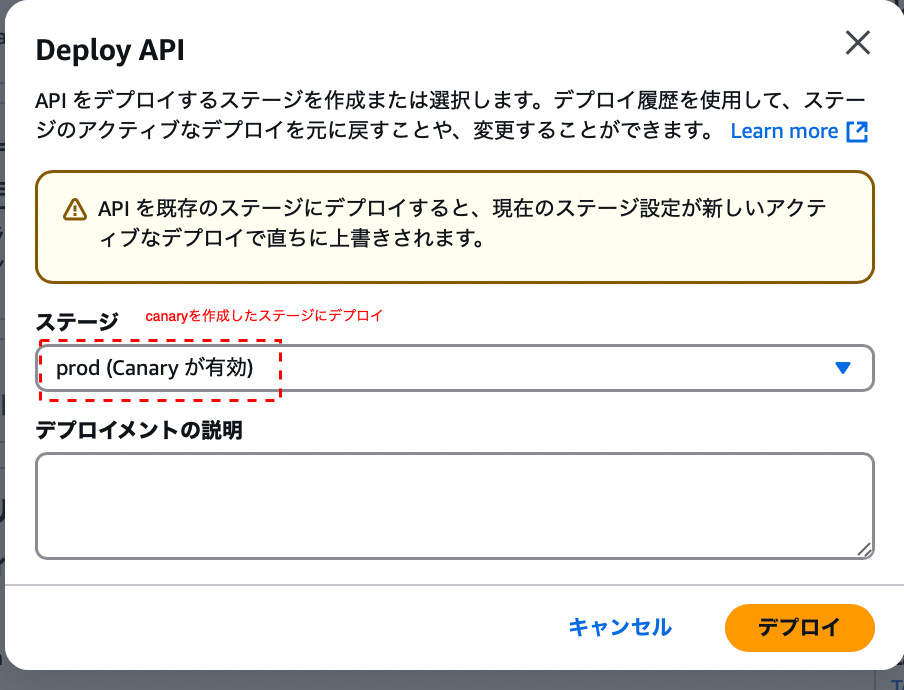 Deploy API
API をデプロイするステージを作成または選択します。デプロイ履歴を使用して、ステー
ジのアクティブなデプロイを元に戻すことや、変更することができます。 Learn more
API を既存のステージにデプロイすると、現在のステージ設定が新しいアクテ
ィブなデプロイで直ちに上書きされます。
ステージ canaryを作成したステージにデプロイ
prod (Canary が有効)
デプロイメントの説明
キャンセル デプロイ